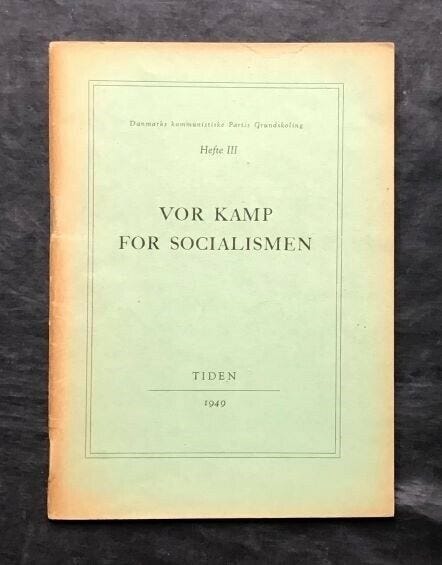 Danmarks kommunistiske Partis Grundskoling
Hefte III
VOR KAMP
FOR SOCIALISMEN
TIDEN
1949